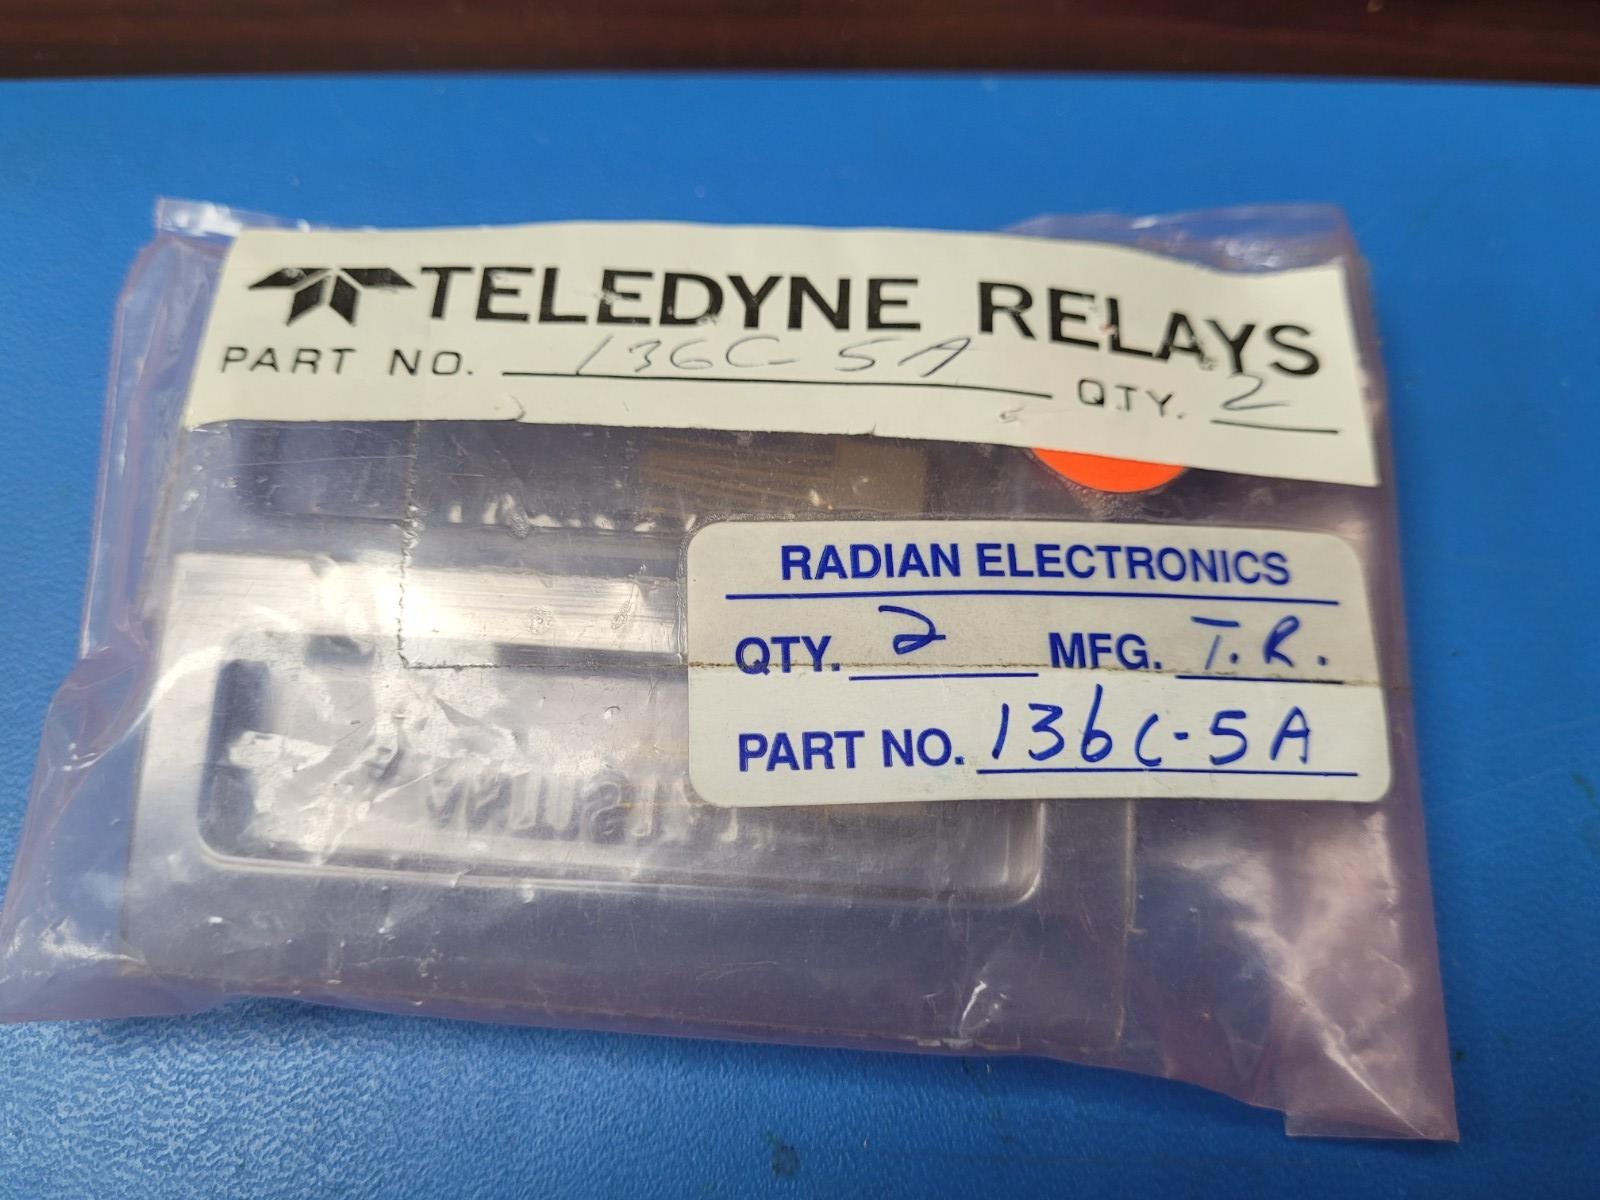 TELEDYNE RELAYS
PART NO. 136C-5A QTY. 2
RADIAN ELECTRONICS
QTY. 2 MFG. T.R.
PART NO. 136C-5A